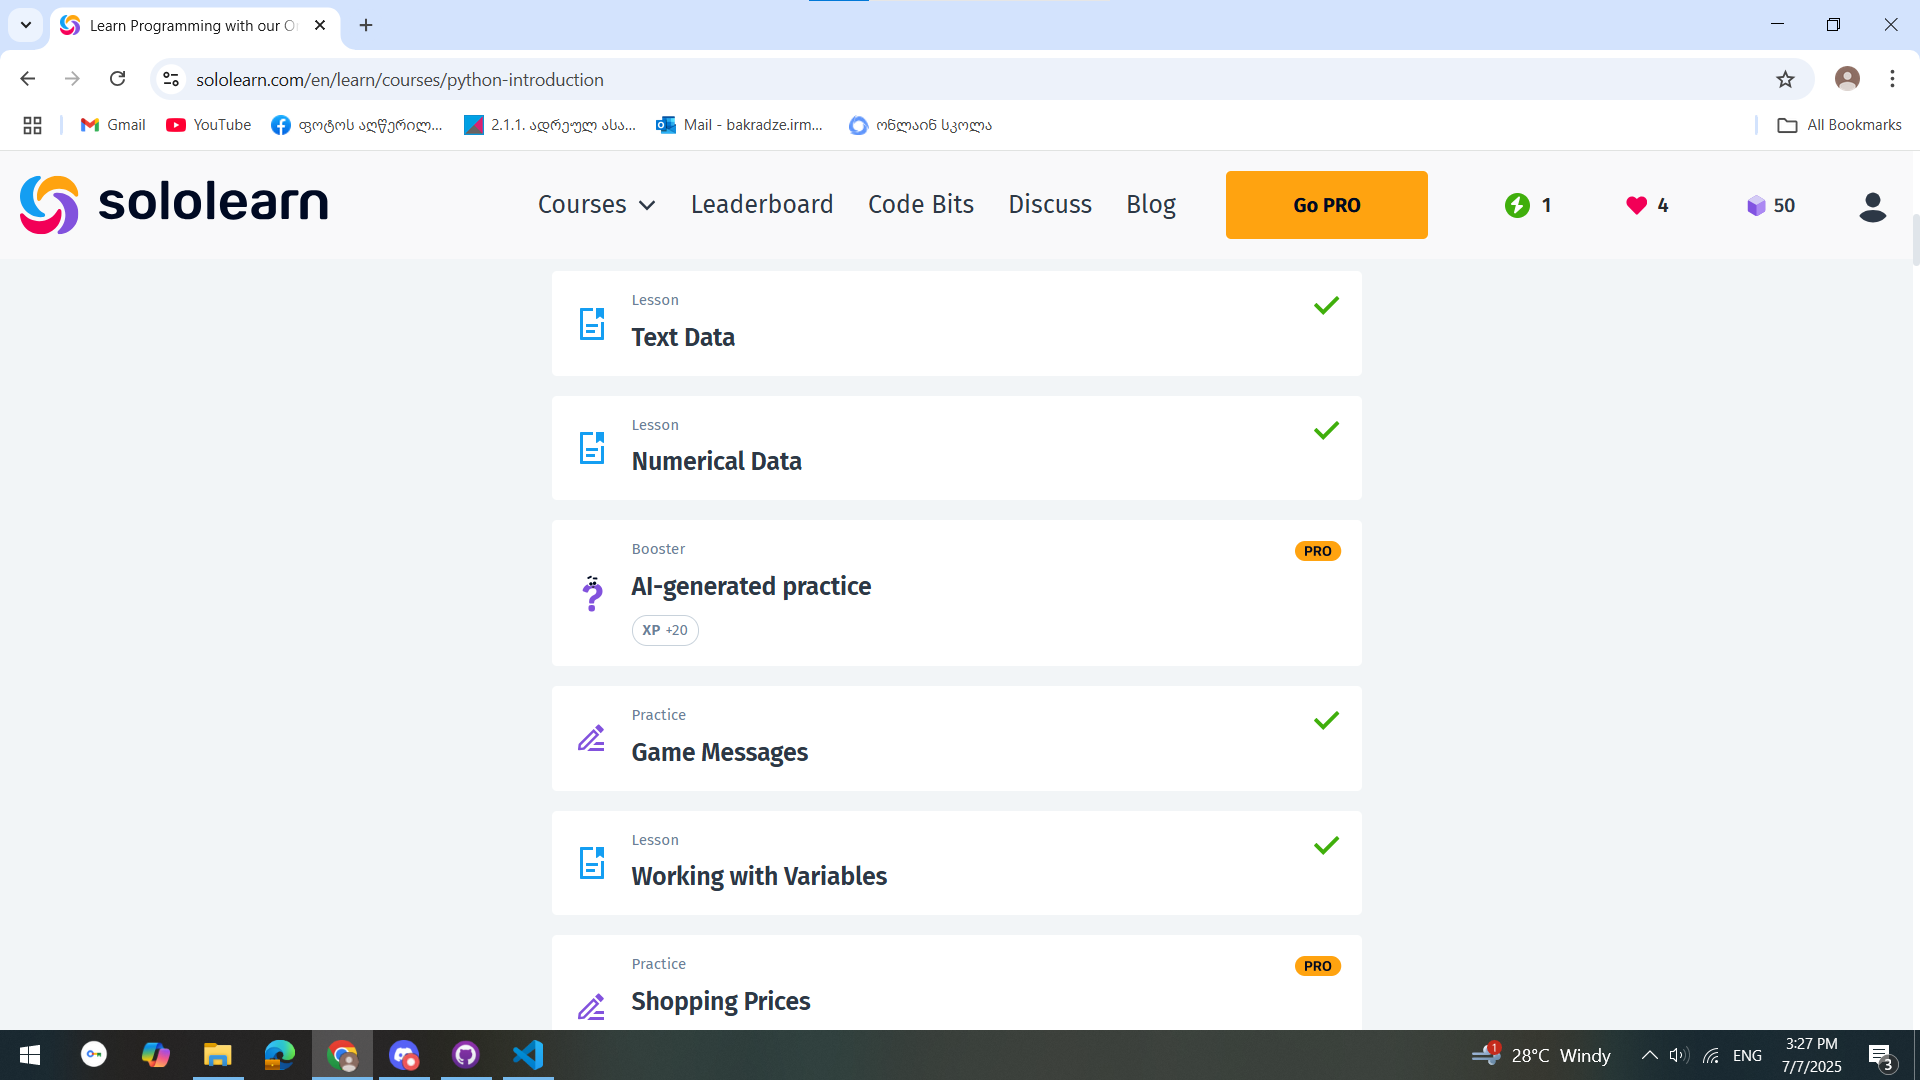 Learn Programming with our O
sololearn.com/en/learn/courses/python-introduction
Gmail
YouTube
ფოტოს აღწერილ...
2.1.1. ადრეულ ასა...
Mail - bakradze.irm...
ონლაინ სკოლა
All Bookmarks
sololearn
Courses
Leaderboard
Code Bits
Discuss
Blog
Go PRO
1
4
50
Lesson
Text Data
Lesson
Numerical Data
Booster
PRO
AI-generated practice
XP +20
Practice
Game Messages
Lesson
Working with Variables
Practice
PRO
Shopping Prices
1
28°C Windy
ENG
3:27 PM
7/7/2025
3